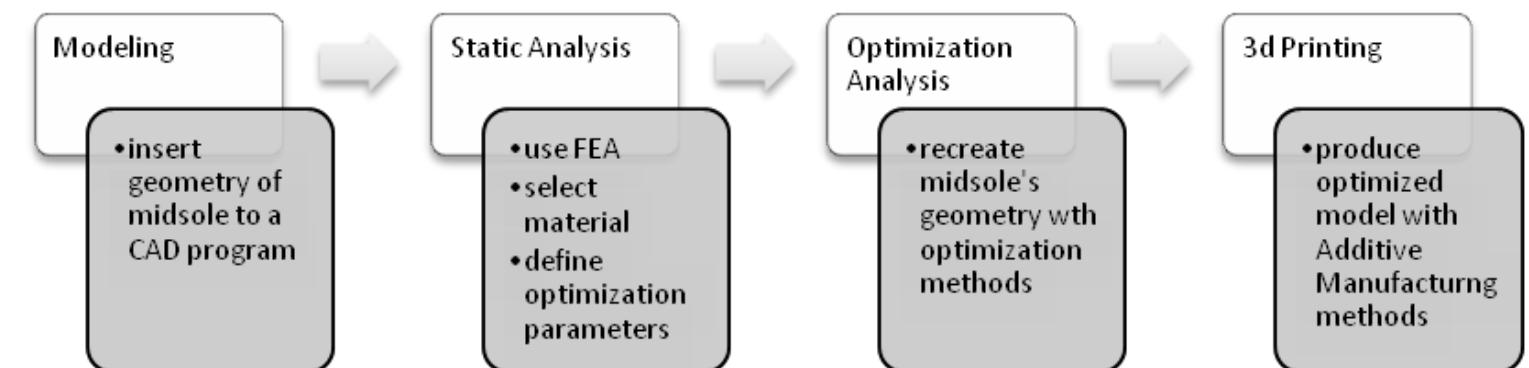 Modeling
•insert
geometry of
midsole to a
CAD program
Static Analysis
•use FEA
•select
material
•define
optimization
parameters
Optimization
Analysis
•recreate
midsole's
geometry wth
optimization
methods
3d Printing
•produce
optimized
model with
Additive
Manufacturng
methods